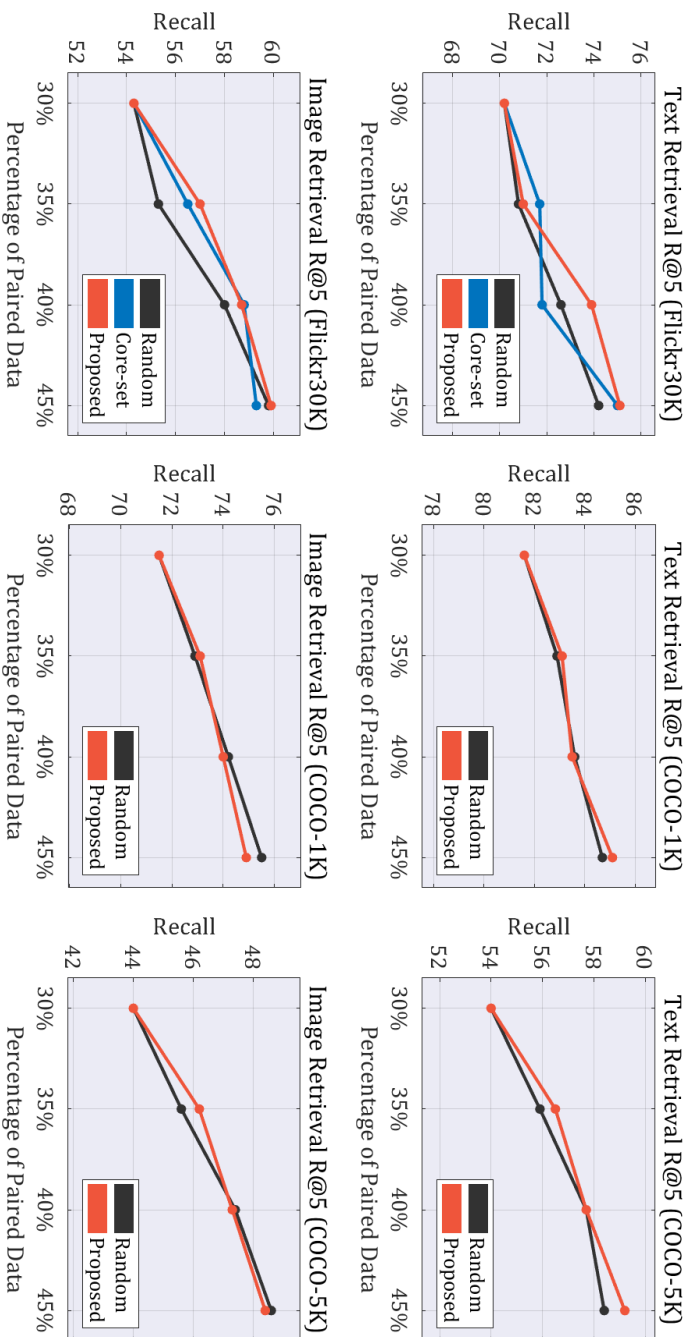 Text Retrieval R@5 (Flickr30K)
Recall
76
74
72
70
68
30%
35%
40%
45%
Percentage of Paired Data
Random
Core-set
Proposed
Text Retrieval R@5 (COCO-1K)
Recall
86
84
82
80
78
30%
35%
40%
45%
Percentage of Paired Data
Random
Proposed
Text Retrieval R@5 (COCO-5K)
Recall
60
58
56
54
52
30%
35%
40%
45%
Percentage of Paired Data
Random
Proposed
Image Retrieval R@5 (Flickr30K)
Recall
60
58
56
54
52
30%
35%
40%
45%
Percentage of Paired Data
Random
Core-set
Proposed
Image Retrieval R@5 (COCO-1K)
Recall
76
74
72
70
68
30%
35%
40%
45%
Percentage of Paired Data
Random
Proposed
Image Retrieval R@5 (COCO-5K)
Recall
48
46
44
42
30%
35%
40%
45%
Percentage of Paired Data
Random
Proposed